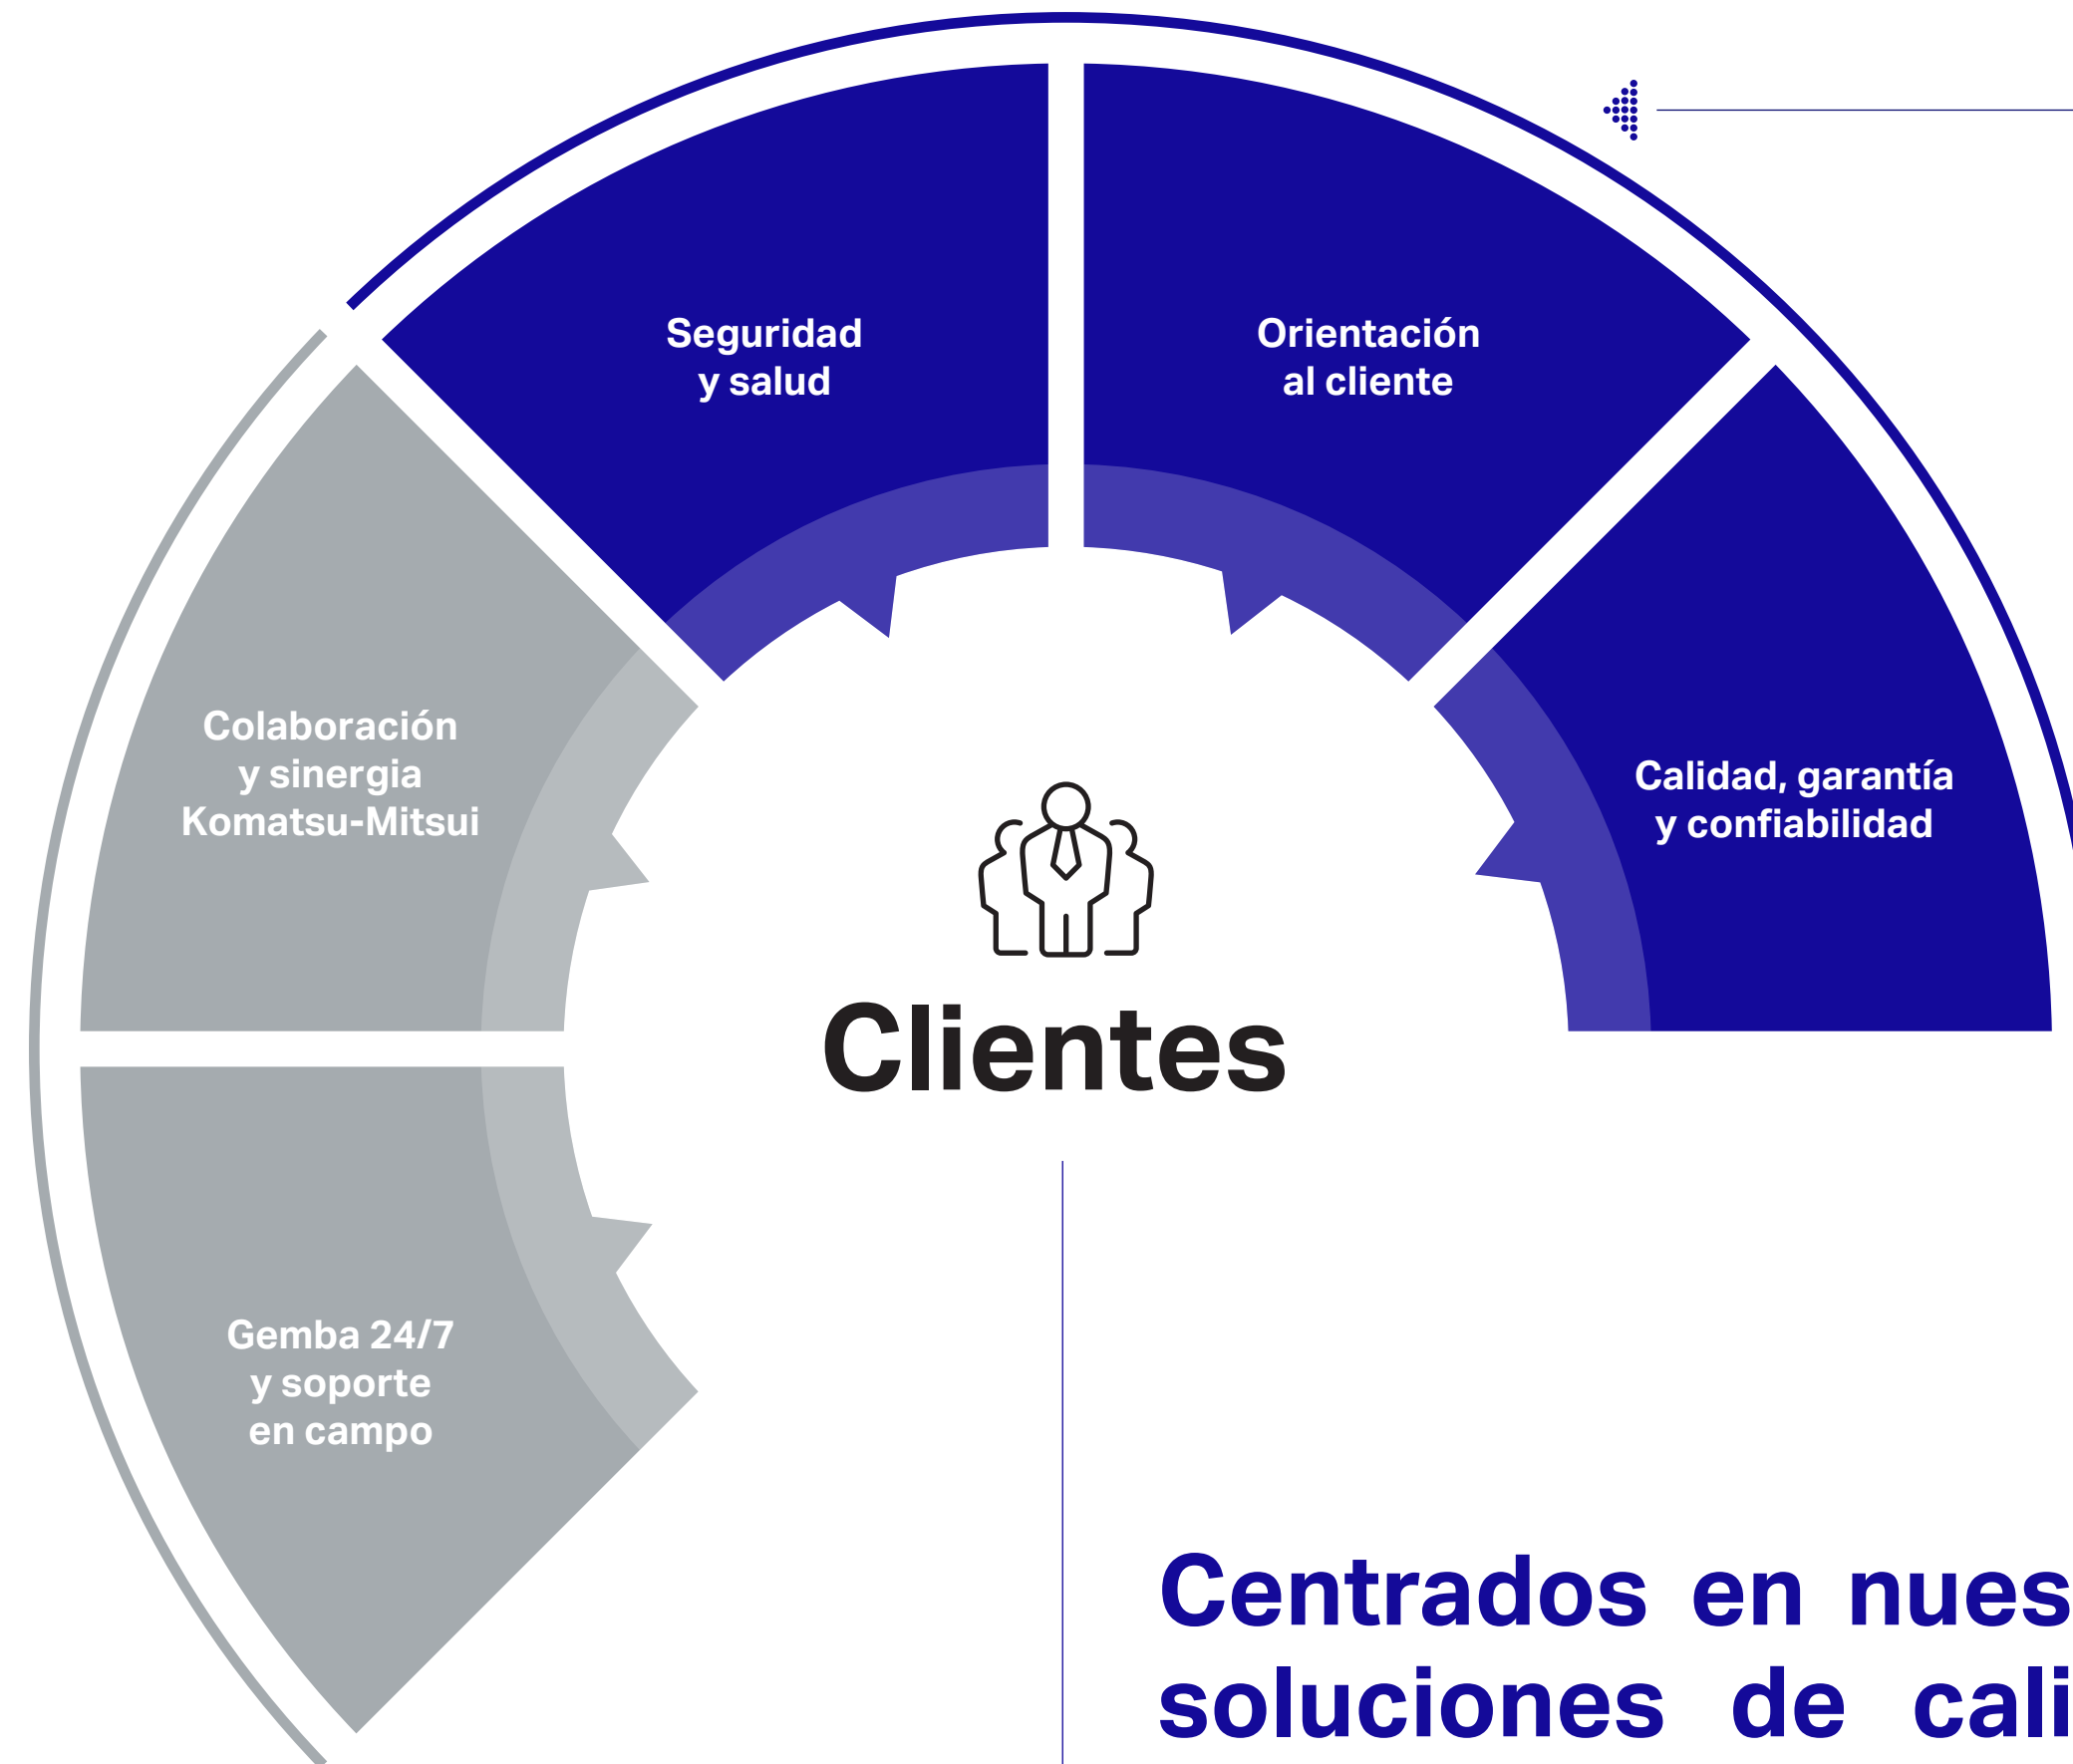 Seguridad
y salud
Orientación
al cliente
Colaboración
y sinergia
Komatsu-Mitsui
Calidad, garantía
y confiabilidad
Clientes
Gemba 24/7
y soporte
en campo
Centrados en nues
soluciones de cali